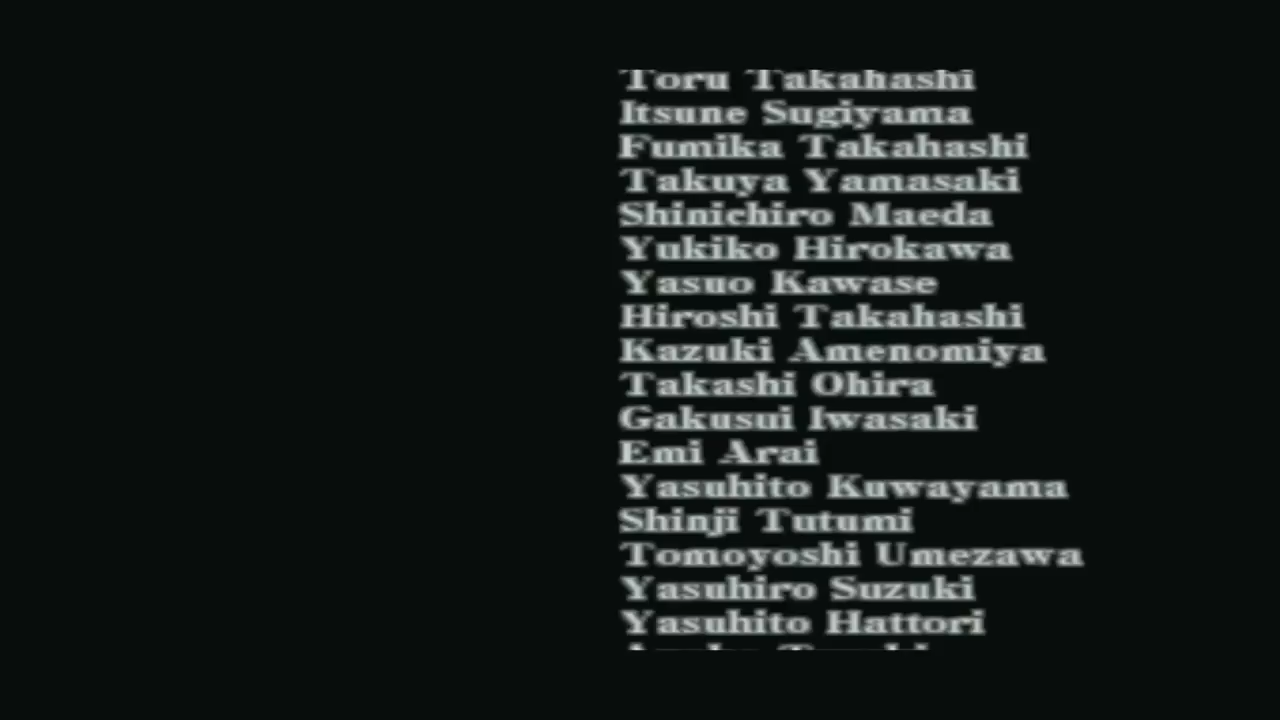 Toru Takahashi
Itsune Sugiyama
Fumika Takahashi
Takuya Yamasaki
Shinichiro Maeda
Yukiko Hirokawa
Yasuo Kawase
Hiroshi Takahashi
Kazuki Amenomiya
Takashi Ohira
Gakusui Iwasaki
Emi Arai
Yasuhito Kuwayama
Shinji Tutumi
Tomoyoshi Umezawa
Yasuhiro Suzuki
Yasuhito Hattori